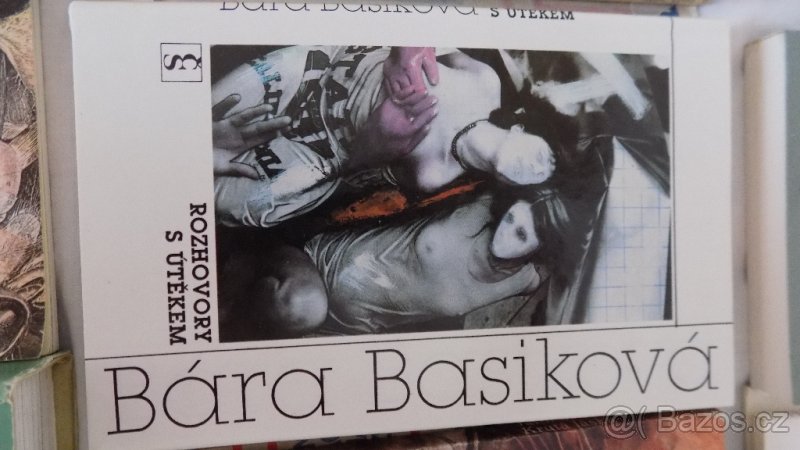 Bára Basiková S ÚTĚKEM
Š
ROZHOVORY
S ÚTĚKEM
Bára Basiková
© Bazos.cz